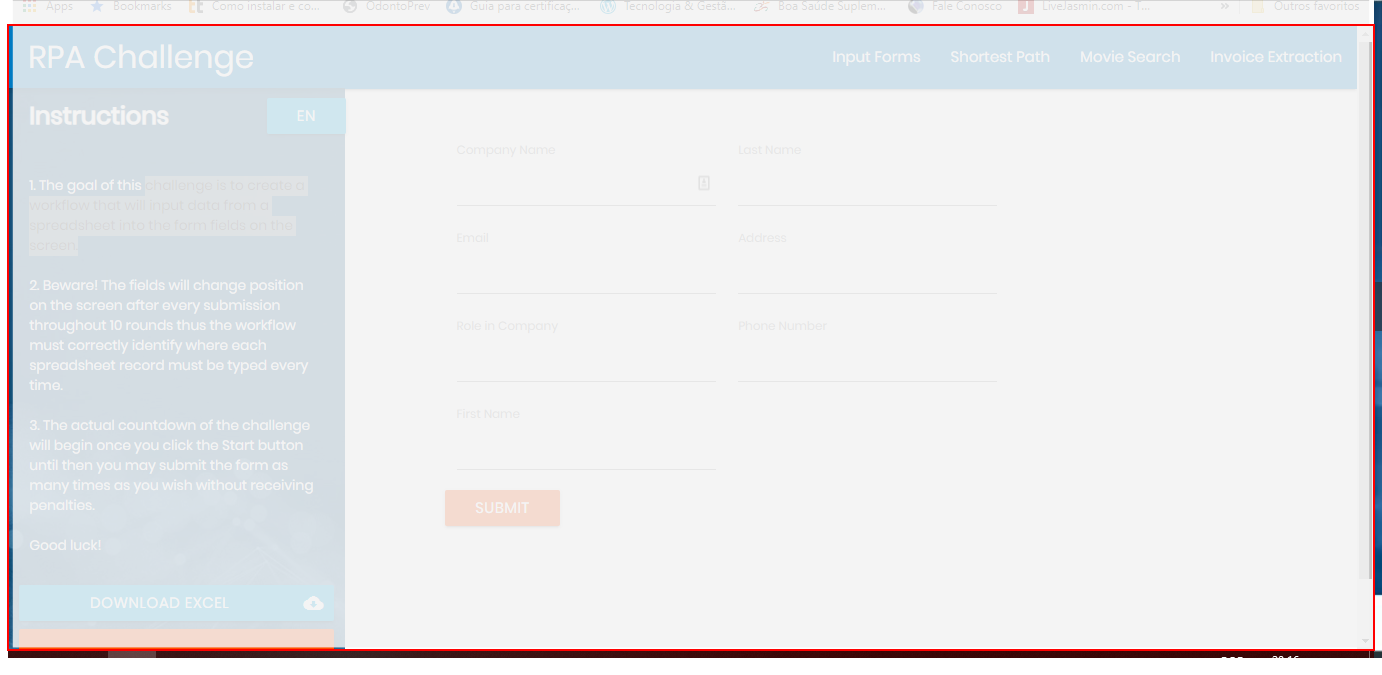 Apps Bookmarks Como instalar e co... OdontoPrev Guia para certificaç... Tecnologia & Gestã... Boa Saúde Suplem... Fale Conosco LiveJasmin.com - T... » Outros favoritos
RPA Challenge
Input Forms Shortest Path Movie Search Invoice Extraction
Instructions
EN
1. The goal of this challenge is to create a
workflow that will input data from a
spreadsheet into the form fields on the
screen.
2. Beware! The fields will change position
on the screen after every submission
throughout 10 rounds thus the workflow
must correctly identify where each
spreadsheet record must be typed every
time.
3. The actual countdown of the challenge
will begin once you click the Start button
until then you may submit the form as
many times as you wish without receiving
penalties.
Good luck!
DOWNLOAD EXCEL
Company Name
Last Name
Email
Address
Role in Company
Phone Number
First Name
SUBMIT